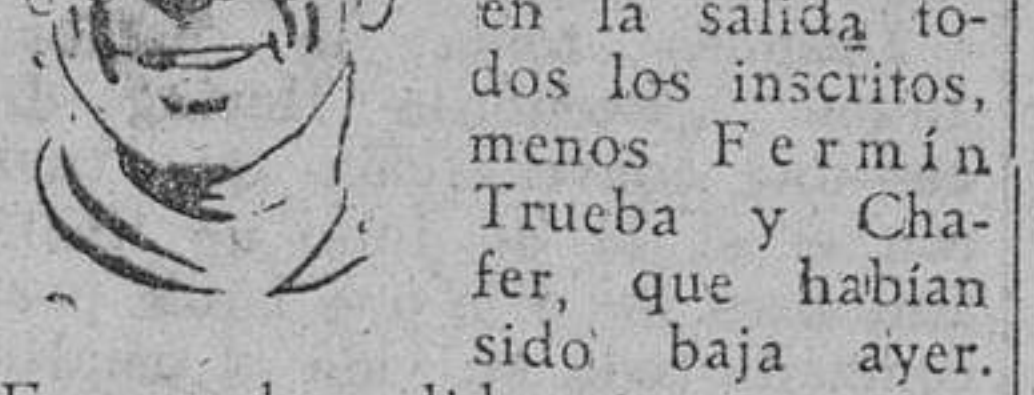 en la salida to-
dos los inscritos,
menos Fermín
Trueba y Cha-
fer, que habían
sido baja ayer.